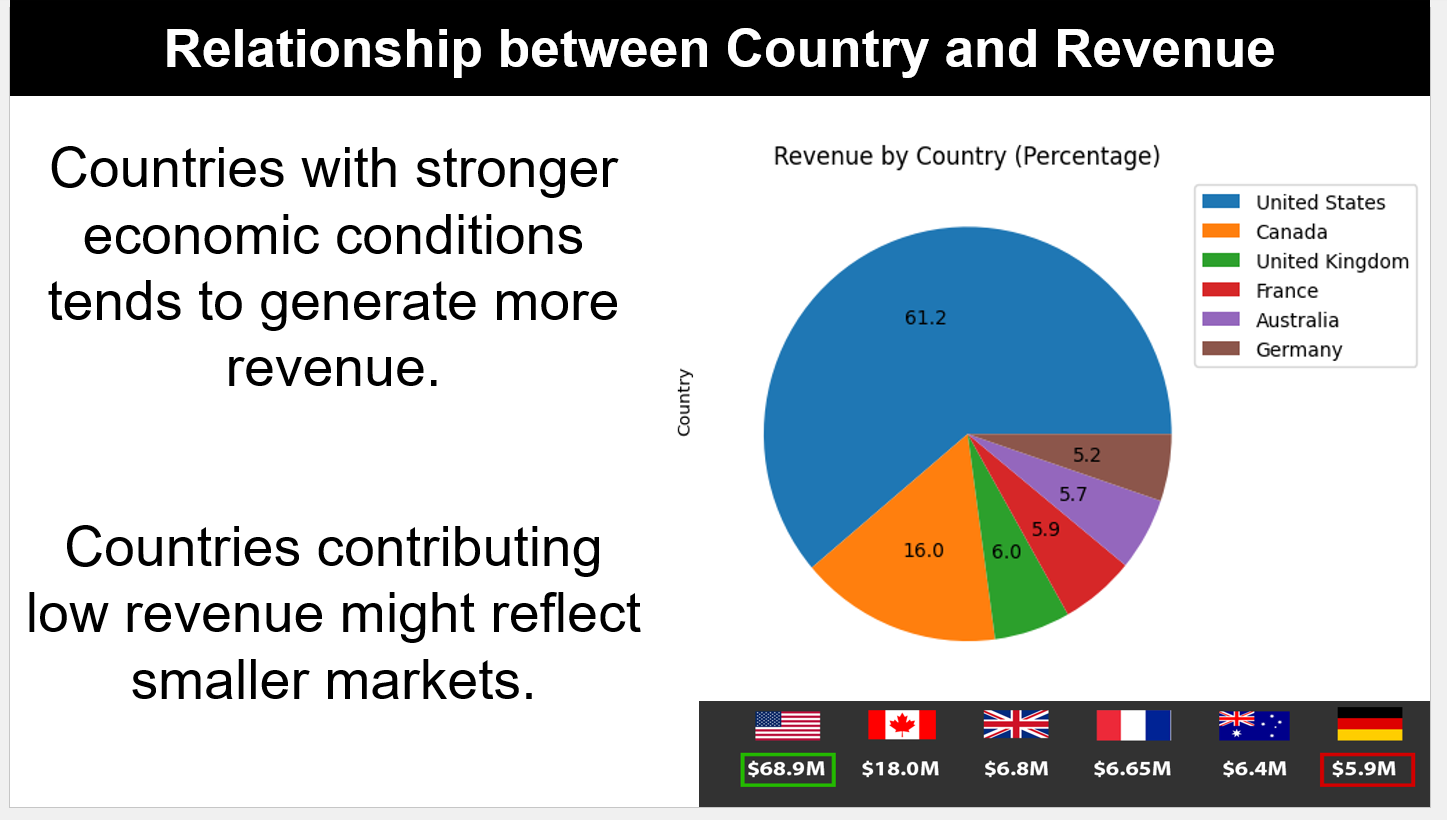 Relationship between Country and Revenue
Countries with stronger
economic conditions
tends to generate more
revenue.
Countries contributing
low revenue might reflect
smaller markets.
Revenue by Country (Percentage)
United States
Canada
United Kingdom
France
Australia
Germany
Country
61.2
16.0
6.0
5.9
5.7
5.2
$68.9M
$18.0M
$6.8M
$6.65M
$6.4M
$5.9M